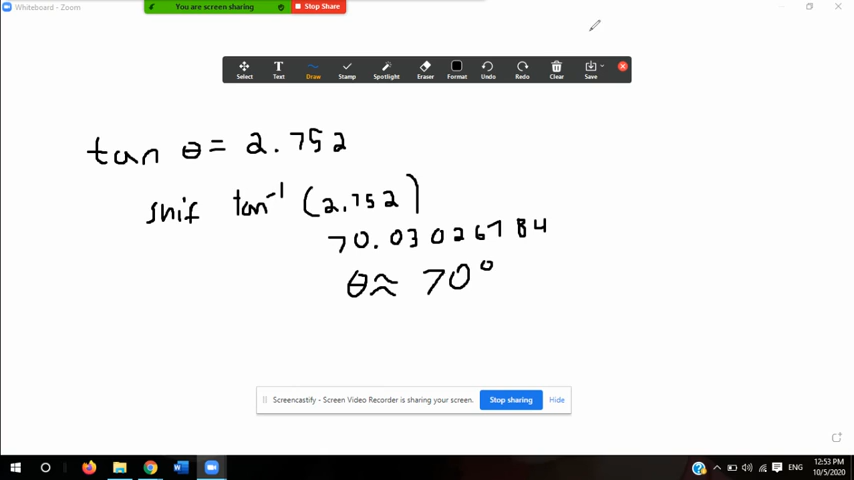 Whiteboard - Zoom
You are screen sharing
Stop Share
Select Text Draw Stamp Spotlight Eraser Format Undo Redo Clear Save
tan θ = 2.752
shif tan⁻¹ (2.752)
70.03026784
θ ≈ 70°
Screencastify - Screen Video Recorder is sharing your screen.
Stop sharing
Hide
ENG
12:53 PM
10/5/2020